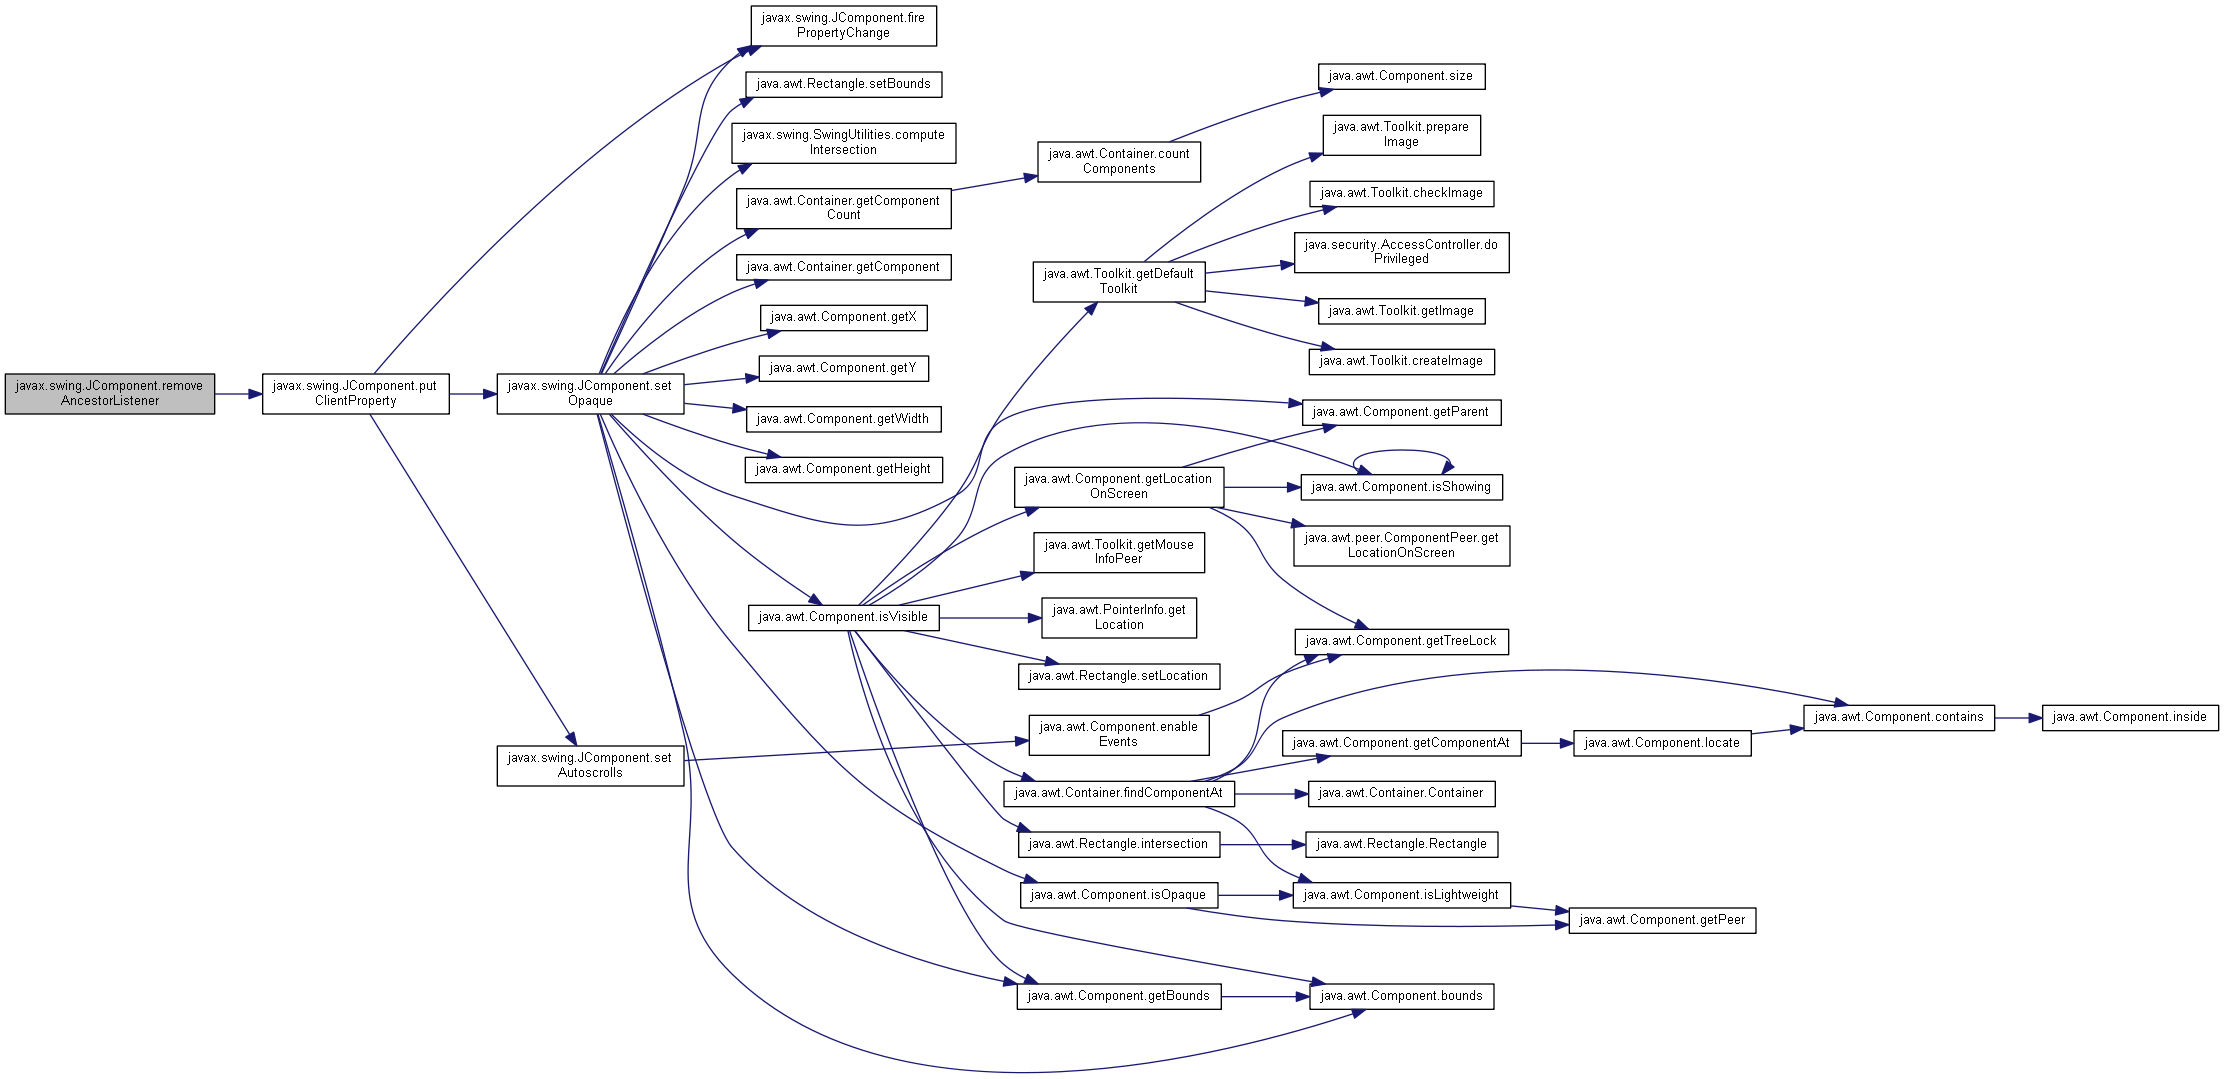 javax.swing.JComponent.remove
AncestorListener
javax.swing.JComponent.put
ClientProperty
javax.swing.JComponent.set
Opaque
javax.swing.JComponent.set
Autoscrolls
javax.swing.JComponent.fire
PropertyChange
java.awt.Rectangle.setBounds
javax.swing.SwingUtilities.compute
Intersection
java.awt.Container.getComponent
Count
java.awt.Container.getComponent
java.awt.Component.getX
java.awt.Component.getY
java.awt.Component.getWidth
java.awt.Component.getHeight
java.awt.Component.isVisible
java.awt.Container.count
Components
java.awt.Toolkit.getDefault
Toolkit
java.awt.Component.getLocation
OnScreen
java.awt.Toolkit.getMouse
InfoPeer
java.awt.PointerInfo.get
Location
java.awt.Rectangle.setLocation
java.awt.Component.enable
Events
java.awt.Container.findComponentAt
java.awt.Rectangle.intersection
java.awt.Component.isOpaque
java.awt.Component.getBounds
java.awt.Component.size
java.awt.Toolkit.prepare
Image
java.awt.Toolkit.checkImage
java.security.AccessController.do
Privileged
java.awt.Toolkit.getImage
java.awt.Toolkit.createImage
java.awt.Component.getParent
java.awt.Component.isShowing
java.awt.peer.ComponentPeer.get
LocationOnScreen
java.awt.Component.getTreeLock
java.awt.Component.getComponentAt
java.awt.Container.Container
java.awt.Rectangle.Rectangle
java.awt.Component.isLightweight
java.awt.Component.bounds
java.awt.Component.locate
java.awt.Component.getPeer
java.awt.Component.contains
java.awt.Component.inside